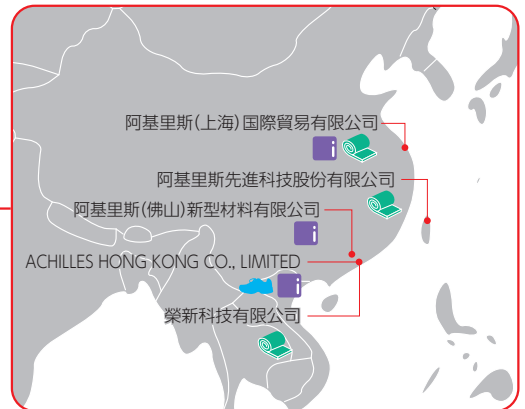 阿基里斯(上海)国際貿易有限公司
i
阿基里斯先進科技股份有限公司
阿基里斯(佛山)新型材料有限公司
i
ACHILLES HONG KONG CO., LIMITED
i
榮新科技有限公司